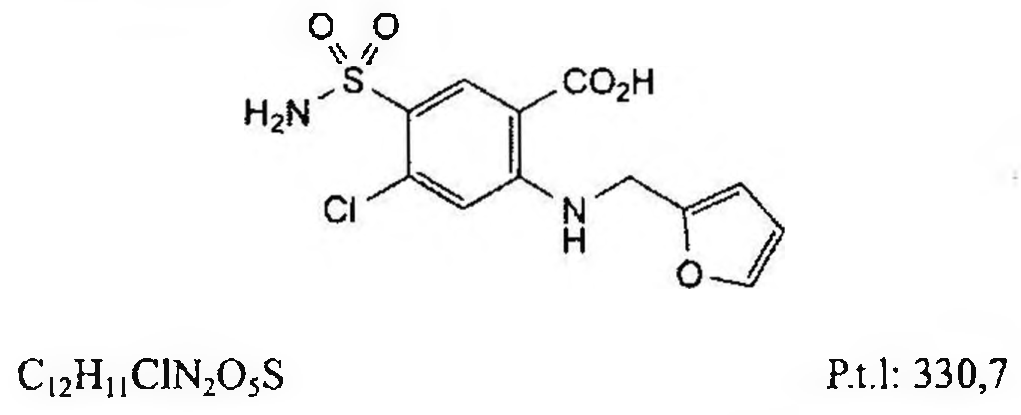 O O
S
CO₂H
H₂N
Cl
N
H
O
C₁₂H₁₁ClN₂O₅S P.t.l: 330,7